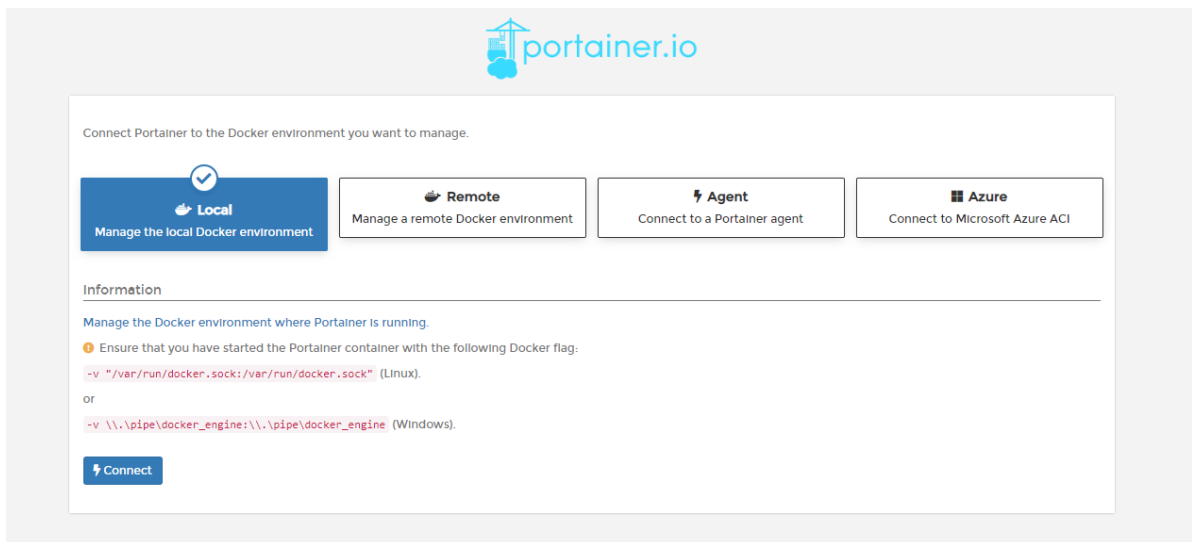 portainer.io
Connect Portainer to the Docker environment you want to manage.
Local
Manage the local Docker environment
Remote
Manage a remote Docker environment
Agent
Connect to a Portainer agent
Azure
Connect to Microsoft Azure ACI
Information
Manage the Docker environment where Portainer is running.
Ensure that you have started the Portainer container with the following Docker flag:
-v "/var/run/docker.sock:/var/run/docker.sock" (Linux).
or
-v \\.\pipe\docker_engine:\\.\pipe\docker_engine (Windows).
Connect